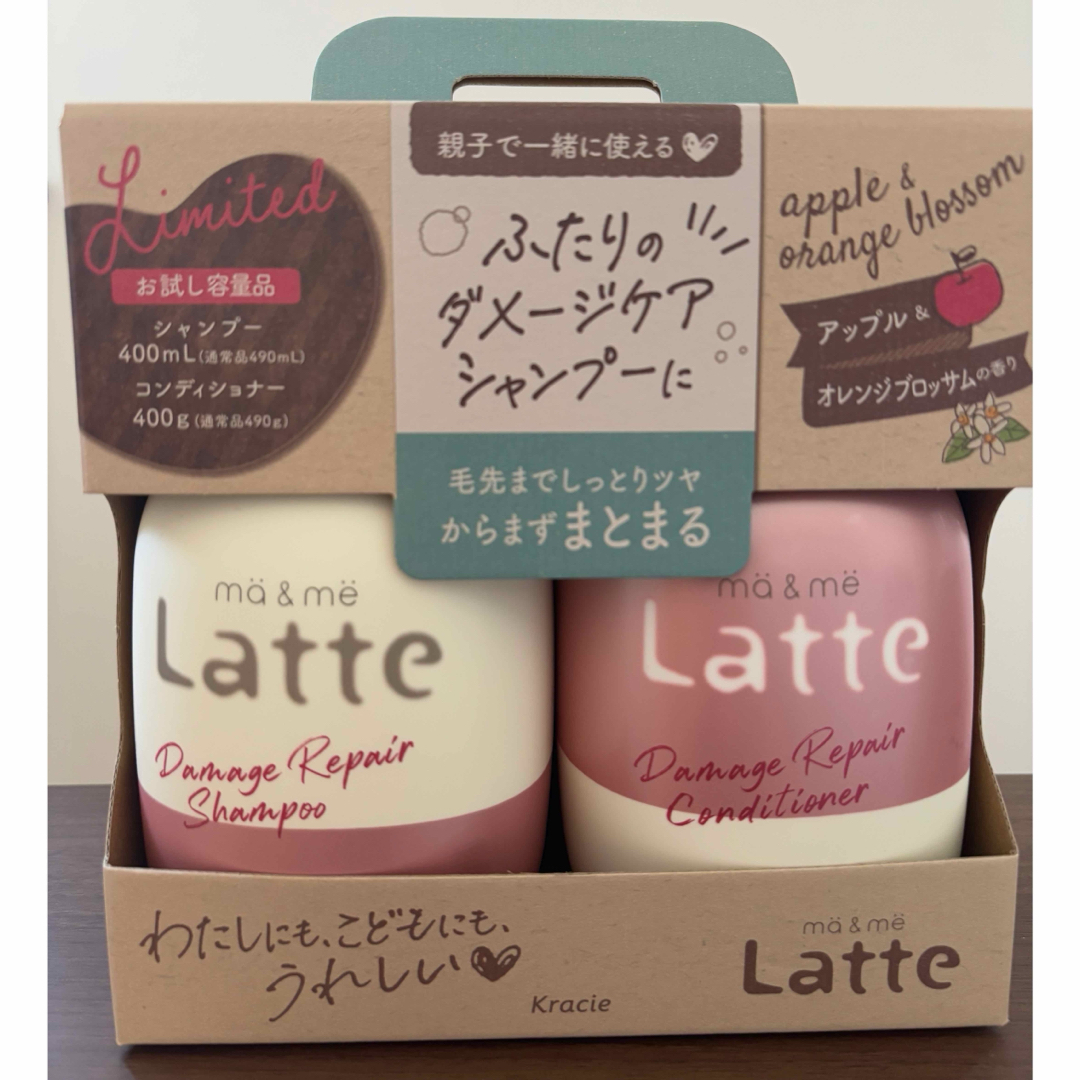 親子で一緒に使える
Limited
お試し容量品
シャンプー
400mL(通常品490mL)
コンディショナー
400g(通常品490g)
ふたりの
ダメージケア
シャンプーに
apple &
orange blossom
アップル &
オレンジブロッサムの香り
毛先までしっとりツヤ
からまずまとまる
mä & më
Latte
Damage Repair
Shampoo
mä & më
Latte
Damage Repair
Conditioner
わたしにも、こどもにも、
うれしい
Kracie
mä & më
Latte